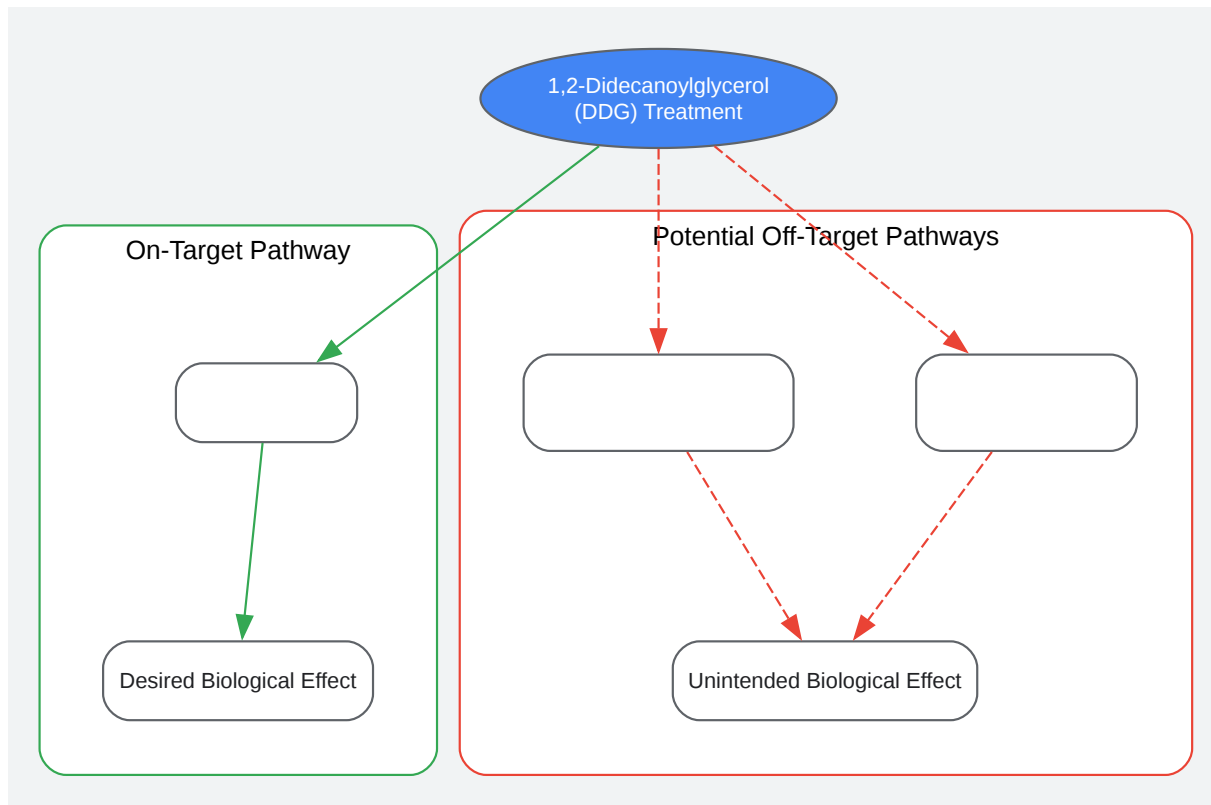 1,2-Didecanoylglycerol
(DDG) Treatment
On-Target Pathway
Potential Off-Target Pathways
Desired Biological Effect
Unintended Biological Effect